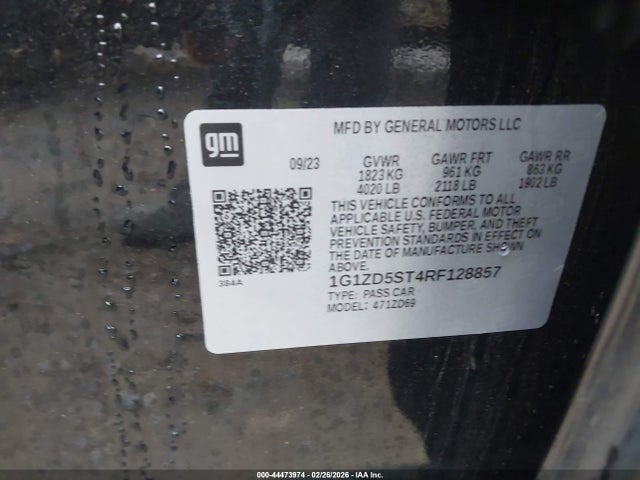 gm
MFD BY GENERAL MOTORS LLC
09/23
GVWR GAWR FRT GAWR RR
1823 KG 961 KG 863 KG
4020 LB 2118 LB 1902 LB
THIS VEHICLE CONFORMS TO ALL
APPLICABLE U.S. FEDERAL MOTOR
VEHICLE SAFETY, BUMPER, AND THEFT
PREVENTION STANDARDS IN EFFECT ON
THE DATE OF MANUFACTURE SHOWN
ABOVE.
384A
1G1ZD5ST4RF128857
TYPE: PASS CAR
MODEL: 471ZD69
000-44473974 - 02/26/2026 - IAA Inc.